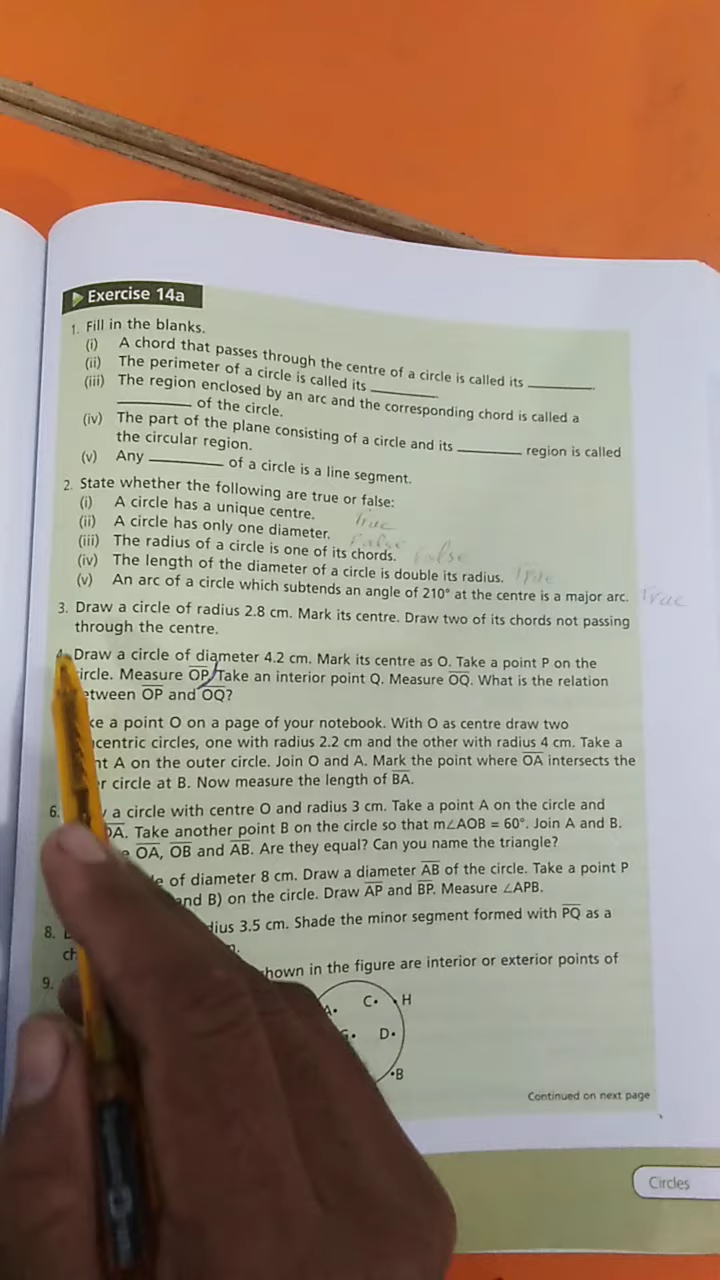 Exercise 14a
1. Fill in the blanks.
(i) A chord that passes through the centre of a circle is called its ________.
(ii) The perimeter of a circle is called its ________
(iii) The region enclosed by an arc and the corresponding chord is called a
________ of the circle.
(iv) The part of the plane consisting of a circle and its ________ region is called
the circular region.
(v) Any ________ of a circle is a line segment.
2. State whether the following are true or false:
(i) A circle has a unique centre. True
(ii) A circle has only one diameter. False
(iii) The radius of a circle is one of its chords. False
(iv) The length of the diameter of a circle is double its radius. True
(v) An arc of a circle which subtends an angle of 210° at the centre is a major arc. True
3. Draw a circle of radius 2.8 cm. Mark its centre. Draw two of its chords not passing
through the centre.
4. Draw a circle of diameter 4.2 cm. Mark its centre as O. Take a point P on the
ircle. Measure OP. Take an interior point Q. Measure OQ. What is the relation
etween OP and OQ?
ke a point O on a page of your notebook. With O as centre draw two
centric circles, one with radius 2.2 cm and the other with radius 4 cm. Take a
nt A on the outer circle. Join O and A. Mark the point where OA intersects the
r circle at B. Now measure the length of BA.
6. a circle with centre O and radius 3 cm. Take a point A on the circle and
OA. Take another point B on the circle so that m∠AOB = 60°. Join A and B.
OA, OB and AB. Are they equal? Can you name the triangle?
e of diameter 8 cm. Draw a diameter AB of the circle. Take a point P
and B) on the circle. Draw AP and BP. Measure ∠APB.
8. dius 3.5 cm. Shade the minor segment formed with PQ as a
ch
9. hown in the figure are interior or exterior points of
C H
A
G D
B
Continued on next page
Circles